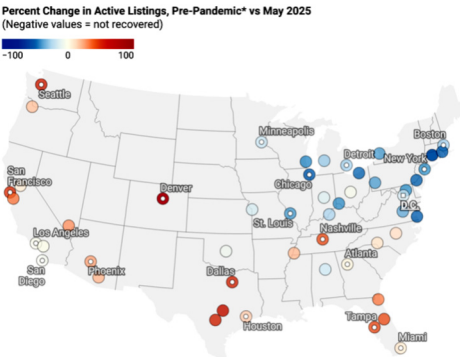 Percent Change in Active Listings, Pre-Pandemic* vs May 2025
(Negative values = not recovered)
-100 0 100
Seattle
Minneapolis
Boston
Detroit
New York
San
Francisco
Denver
Chicago
D.C.
St. Louis
Los Angeles
Nashville
San
Diego
Phoenix
Dallas
Atlanta
Houston
Tampa
Miami